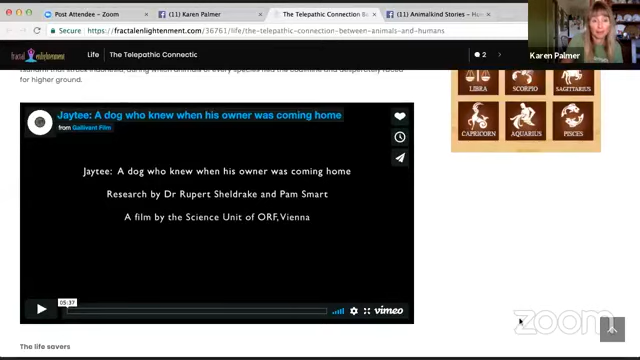 Post Attendee - Zoom
(11) Karen Palmer
The Telepathic Connection Be
(11) Animalkind Stories - Hum
Secure
https://fractalenlightenment.com/36761/life/the-telepathic-connection-between-animals-and-humans
fractal enlightenment
Life
The Telepathic Connectic
2
Karen Palmer
for higher ground.
LIBRA
SCORPIO
SAGITTARIUS
CAPRICORN
AQUARIUS
PISCES
Jaytee: A dog who knew when his owner was coming home
from Gallivant Film
Jaytee: A dog who knew when his owner was coming home
Research by Dr Rupert Sheldrake and Pam Smart
A film by the Science Unit of ORF, Vienna
05:37
vimeo
zoom
The life savers